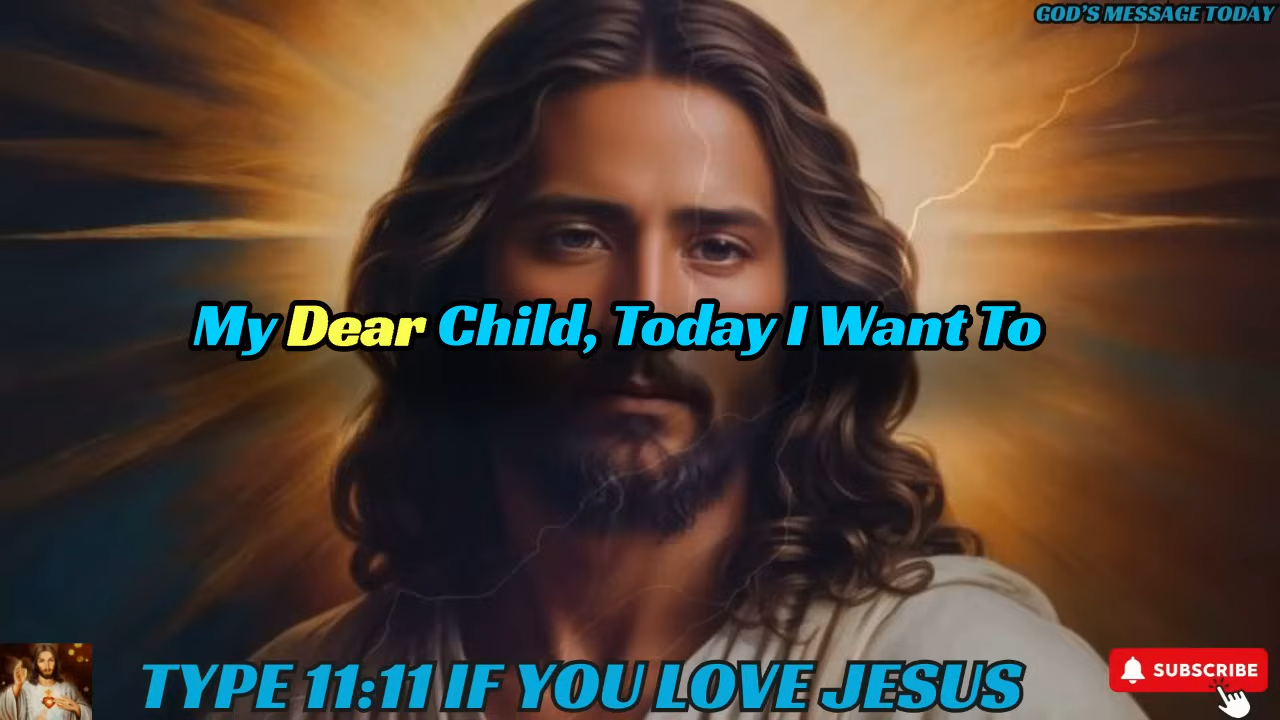 GOD'S MESSAGE TODAY
My Dear Child, Today I Want To
TYPE 11:11 IF YOU LOVE JESUS
SUBSCRIBE